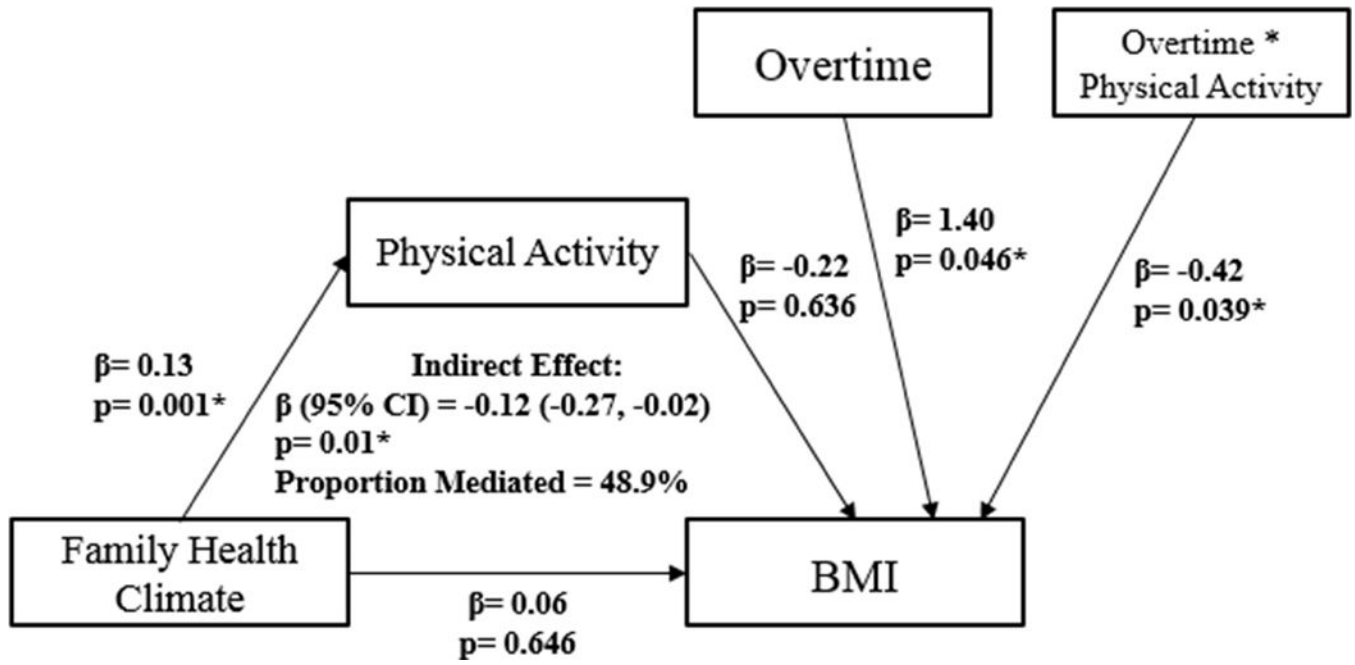 Overtime
Overtime *
Physical Activity
Physical Activity
β= 1.40
p= 0.046*
β= -0.22
p= 0.636
β= -0.42
p= 0.039*
β= 0.13
p= 0.001*
Indirect Effect:
β (95% CI) = -0.12 (-0.27, -0.02)
p= 0.01*
Proportion Mediated = 48.9%
Family Health
Climate
BMI
β= 0.06
p= 0.646